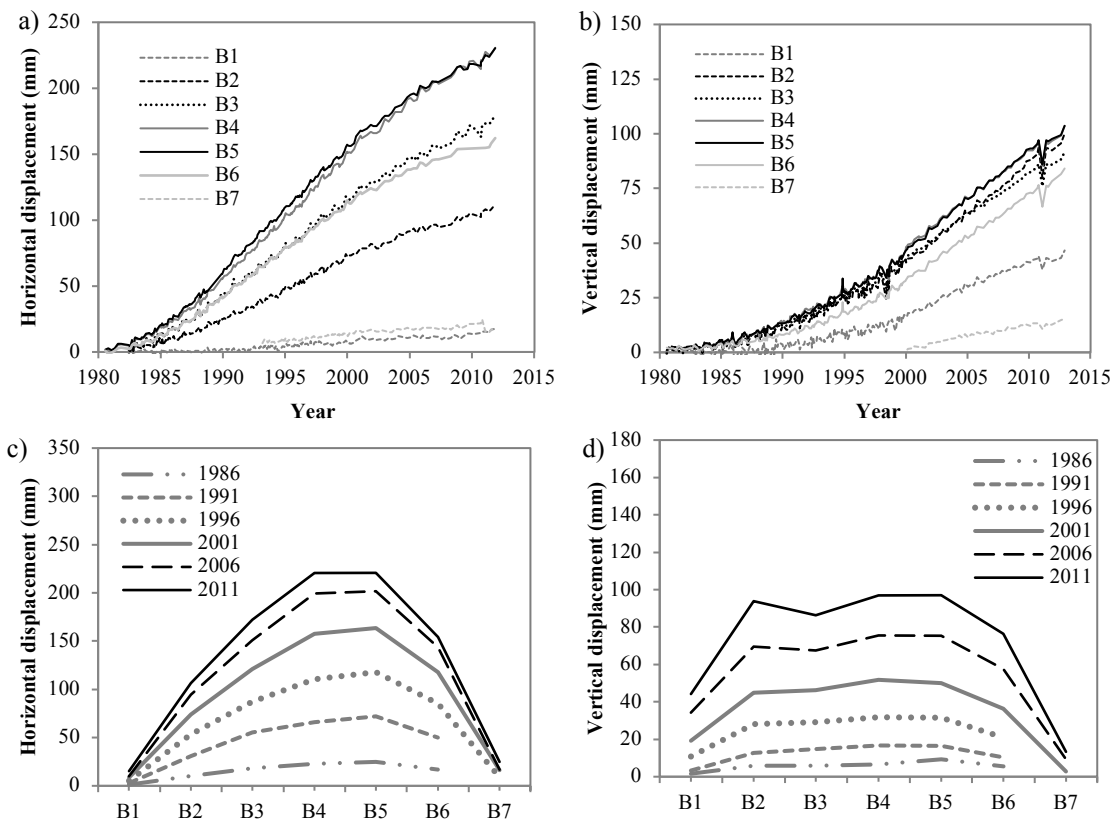 a)
Horizontal displacement (mm)
250
200
150
100
50
0
B1
B2
B3
B4
B5
B6
B7
1980 1985 1990 1995 2000 2005 2010 2015
Year
b)
Vertical displacement (mm)
150
125
100
75
50
25
0
B1
B2
B3
B4
B5
B6
B7
1980 1985 1990 1995 2000 2005 2010 2015
Year
c)
Horizontal displacement (mm)
350
300
250
200
150
100
50
0
1986
1991
1996
2001
2006
2011
B1 B2 B3 B4 B5 B6 B7
d)
Vertical displacement (mm)
180
160
140
120
100
80
60
40
20
0
1986
1991
1996
2001
2006
2011
B1 B2 B3 B4 B5 B6 B7